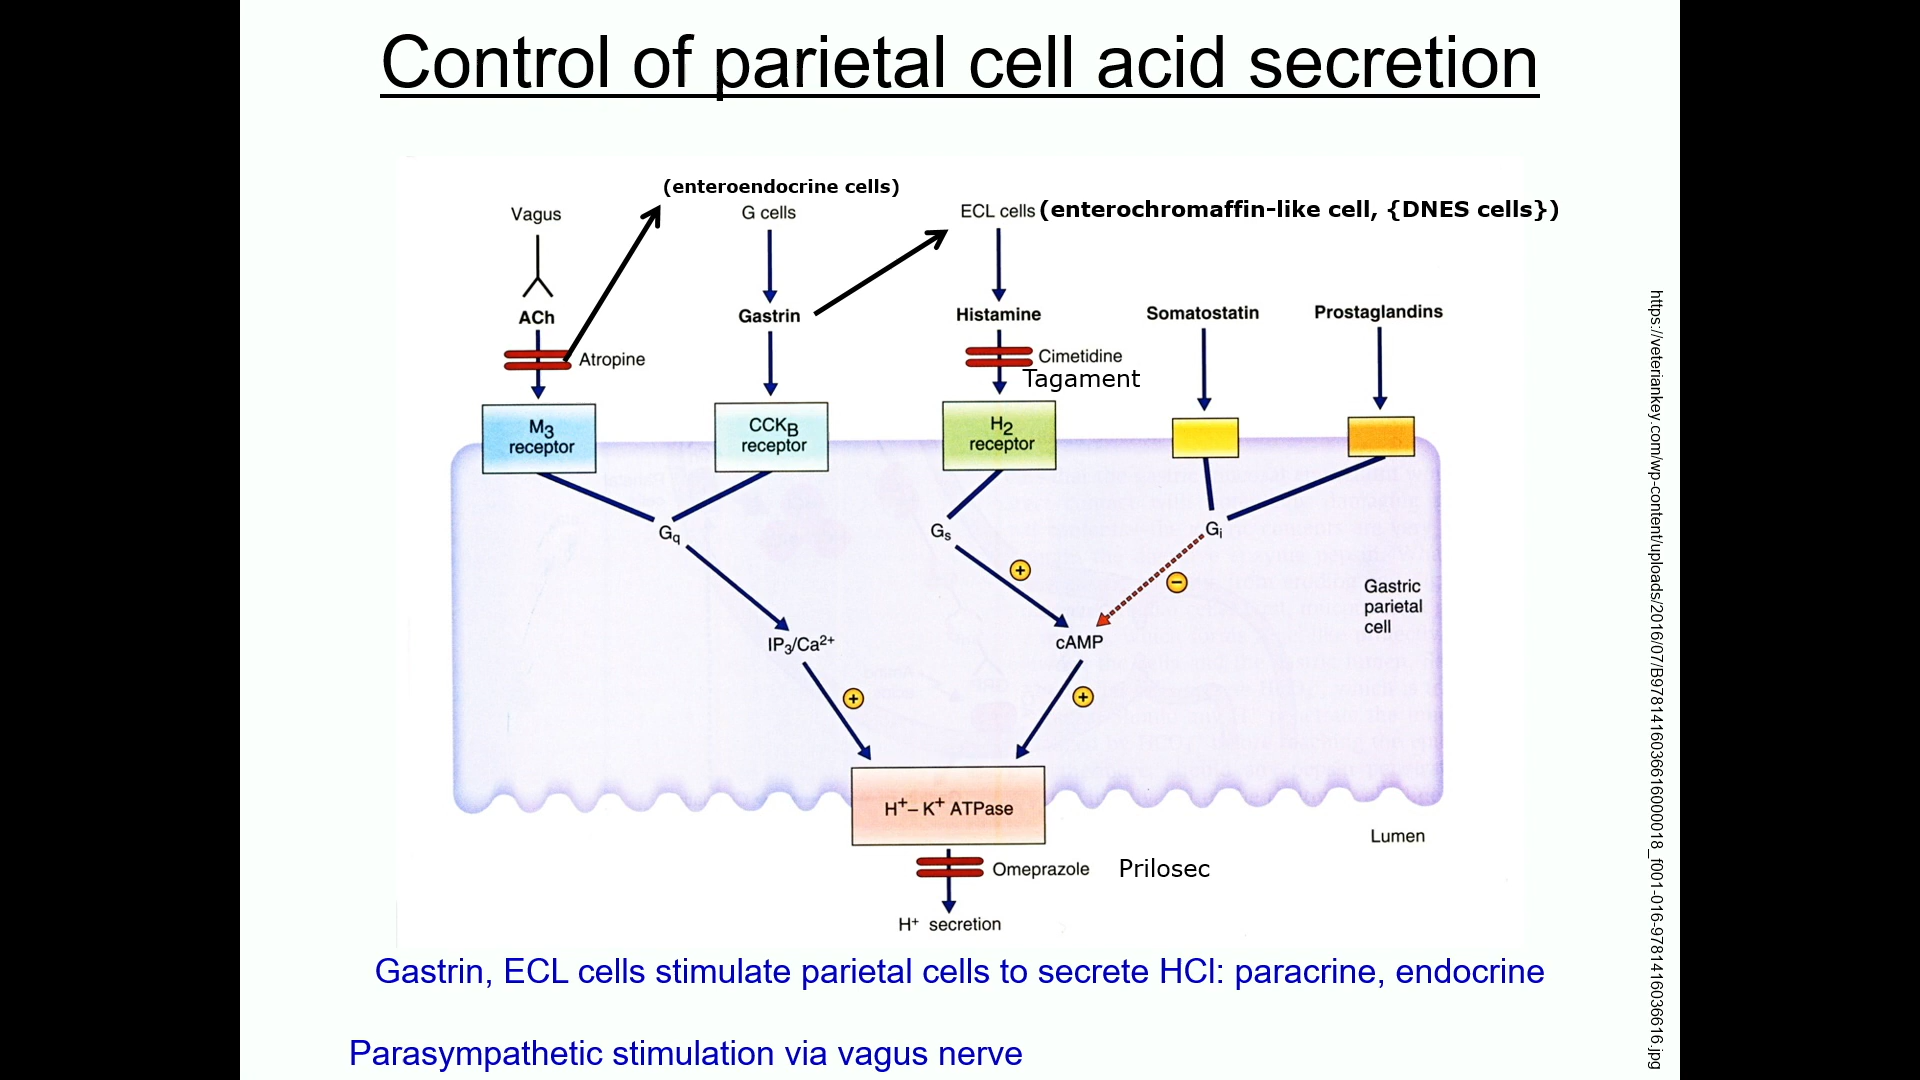 Control of parietal cell acid secretion
(enteroendocrine cells)
Vagus
G cells
ECL cells (enterochromaffin-like cell, {DNES cells})
ACh
Gastrin
Histamine
Somatostatin
Prostaglandins
Atropine
Cimetidine
Tagament
M3
receptor
CCKB
receptor
H2
receptor
Gq
Gs
Gi
+
−
Gastric
parietal
cell
IP3/Ca2+
cAMP
+
+
H+– K+ ATPase
Lumen
Omeprazole
Prilosec
H+ secretion
Gastrin, ECL cells stimulate parietal cells to secrete HCl: paracrine, endocrine
Parasympathetic stimulation via vagus nerve
https://veteriankey.com/wp-content/uploads/2016/07/B9781416036616000018_f001-016-9781416036616.jpg